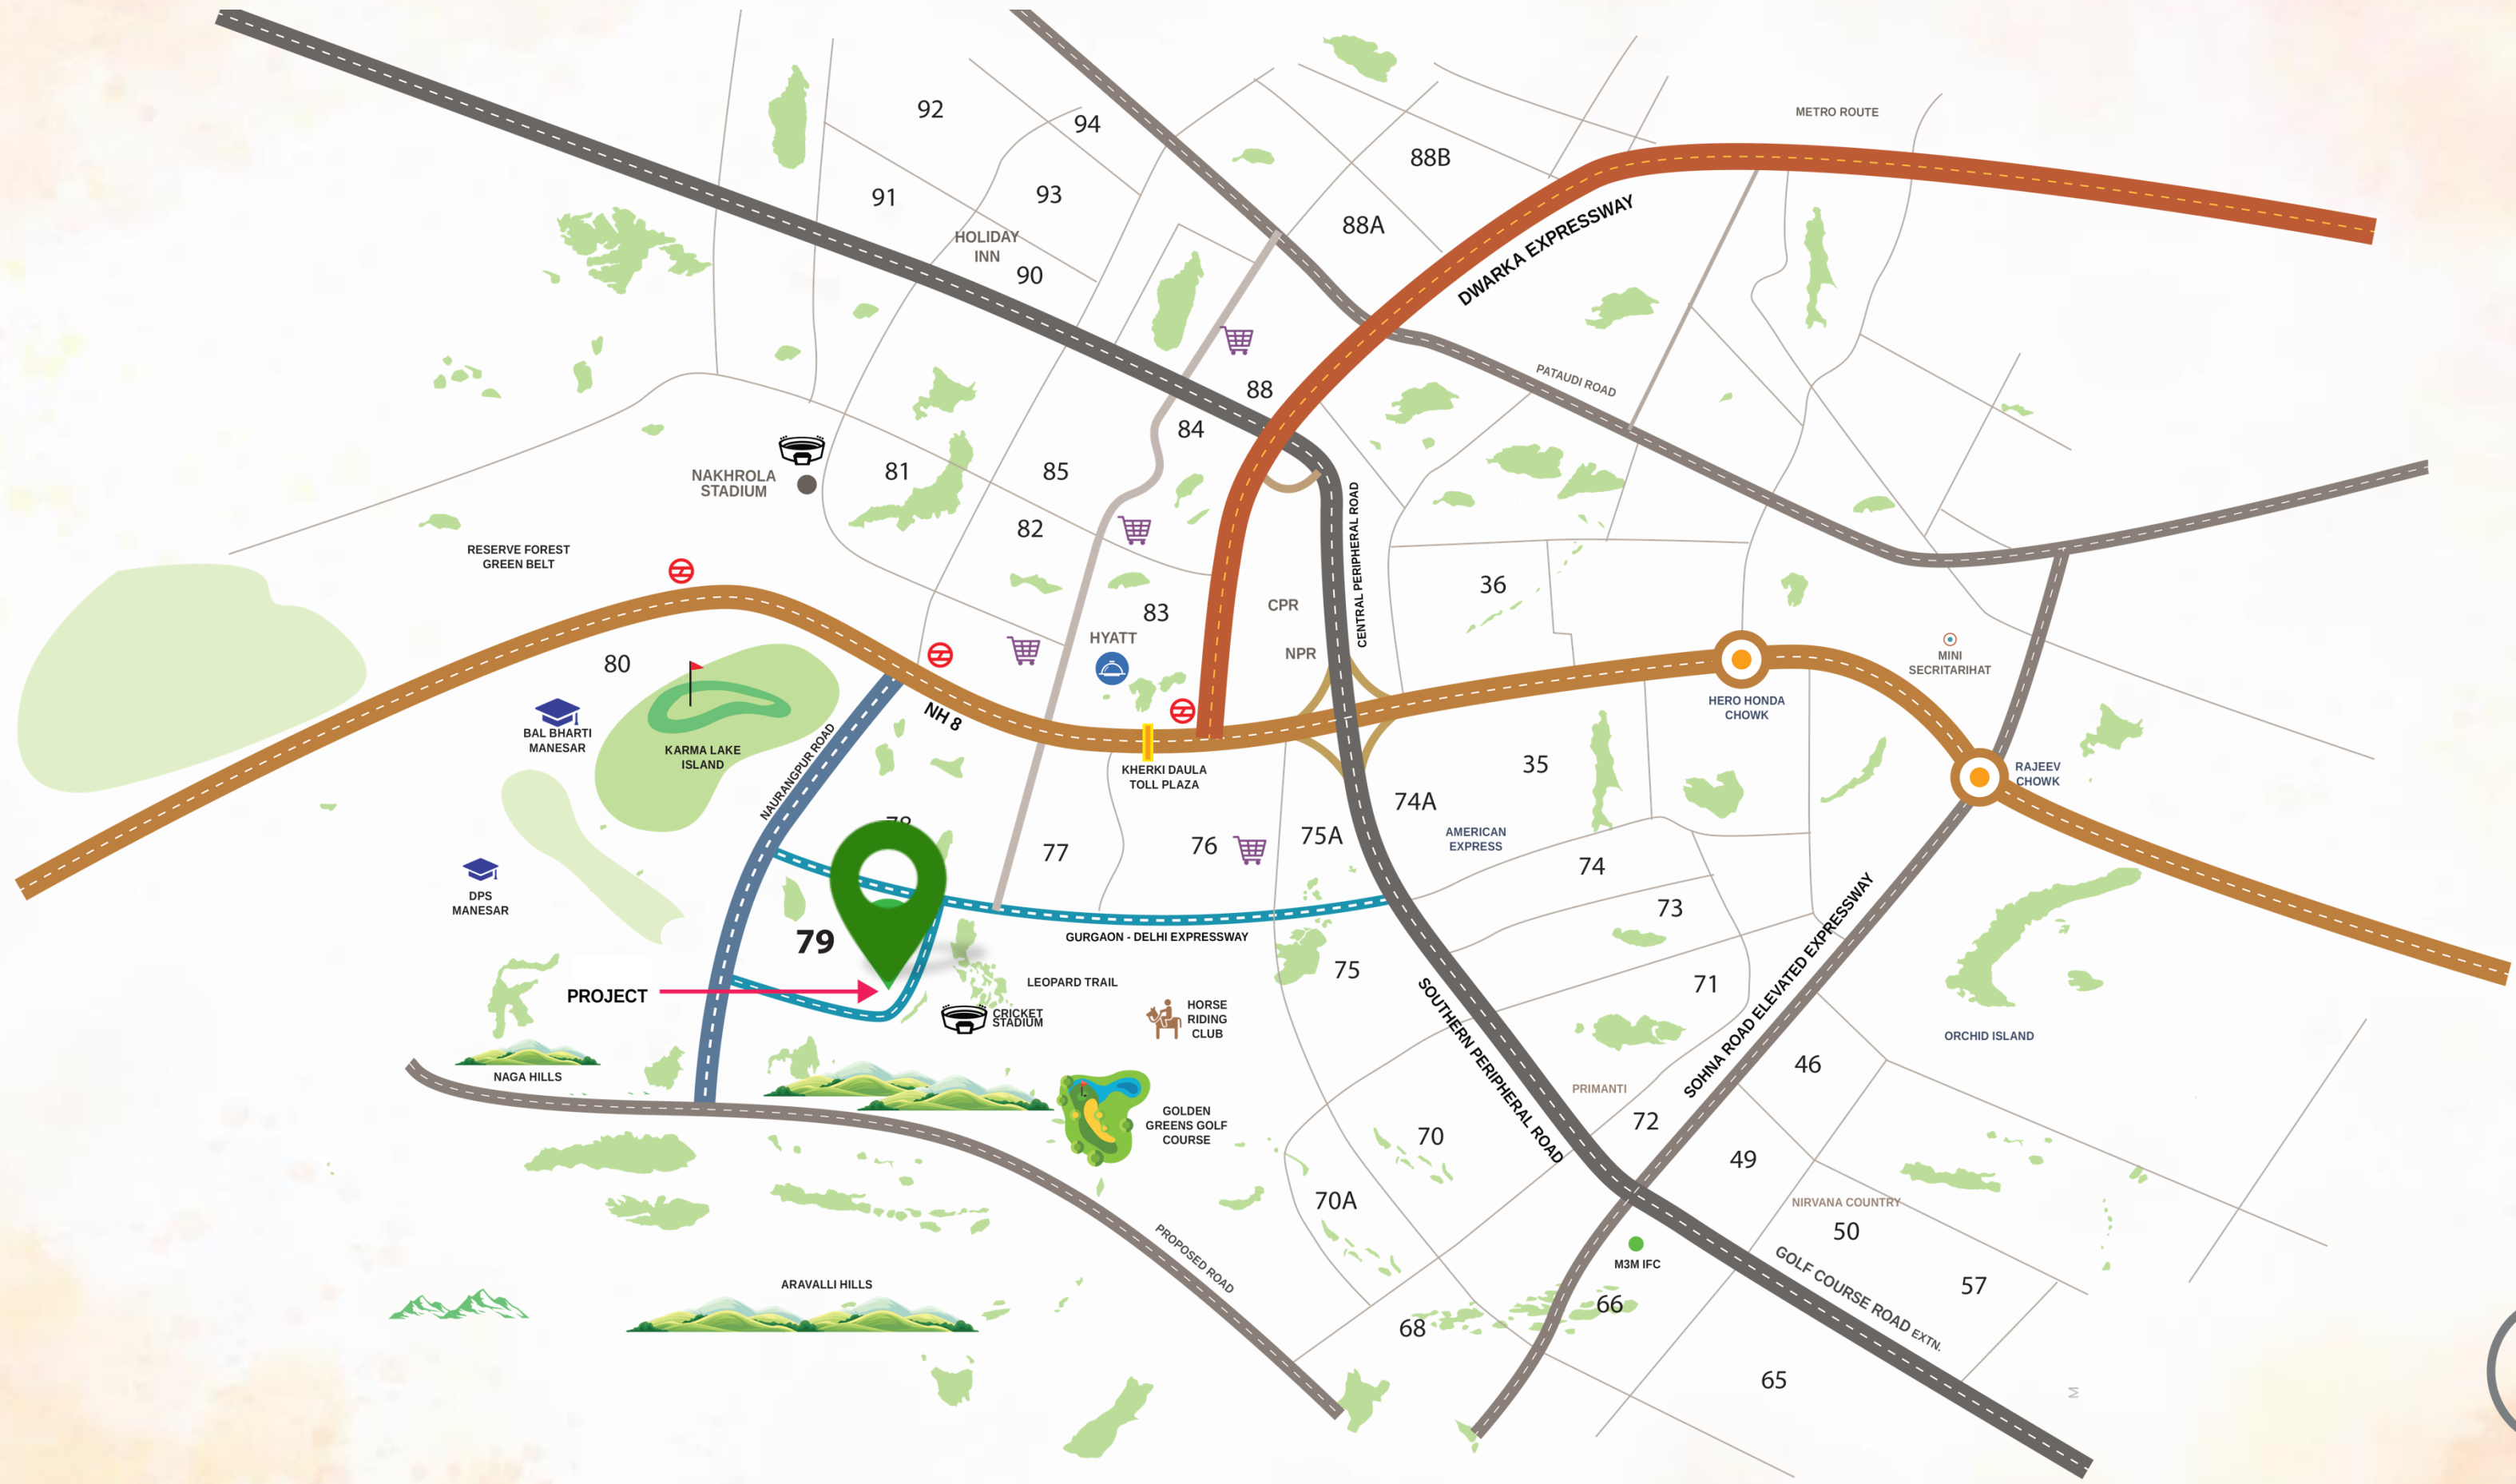 METRO ROUTE
92
94
88B
91
93
88A
HOLIDAY
INN
90
DWARKA EXPRESSWAY
PATAUDI ROAD
88
84
81
85
NAKHROLA
STADIUM
82
CENTRAL PERIPHERAL ROAD
RESERVE FOREST
GREEN BELT
36
83
CPR
HYATT
NPR
MINI
SECRITARIHAT
80
HERO HONDA
CHOWK
NH 8
BAL BHARTI
MANESAR
KARMA LAKE
ISLAND
NAURANGPUR ROAD
KHERKI DAULA
TOLL PLAZA
35
RAJEEV
CHOWK
74A
78
77
76
75A
AMERICAN
EXPRESS
74
DPS
MANESAR
73
79
GURGAON - DELHI EXPRESSWAY
75
LEOPARD TRAIL
71
SOHNA ROAD ELEVATED EXPRESSWAY
PROJECT
CRICKET
STADIUM
HORSE
RIDING
CLUB
SOUTHERN PERIPHERAL ROAD
ORCHID ISLAND
NAGA HILLS
46
PRIMANTI
GOLDEN
GREENS GOLF
COURSE
72
70
49
70A
NIRVANA COUNTRY
50
PROPOSED ROAD
M3M IFC
GOLF COURSE ROAD EXTN.
ARAVALLI HILLS
57
66
68
65
M